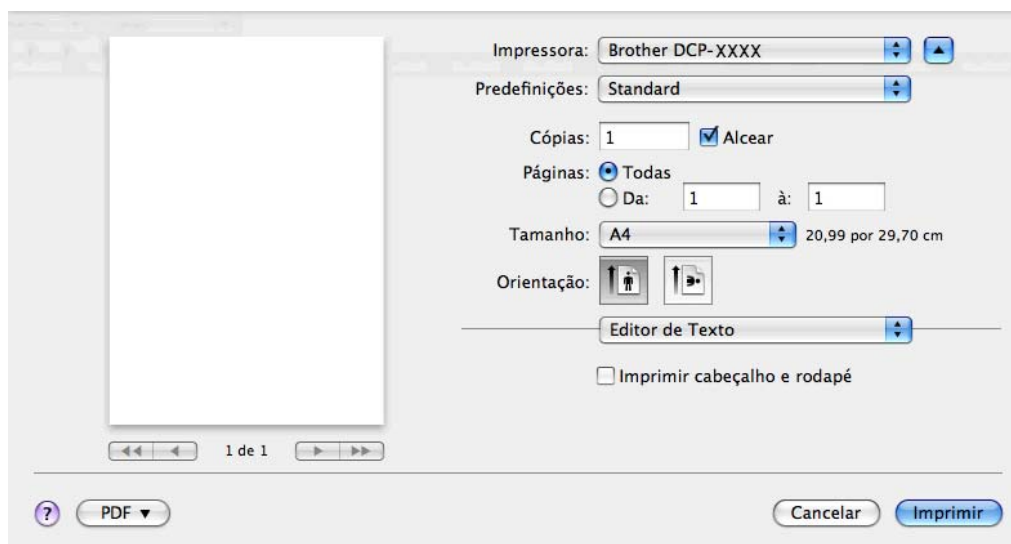 Impressora: Brother DCP-XXXX
Predefinições: Standard
Cópias: 1 Alcear
Páginas: Todas
Da: 1 à: 1
Tamanho: A4 20,99 por 29,70 cm
Orientação:
Editor de Texto
Imprimir cabeçalho e rodapé
1 de 1
? PDF Cancelar Imprimir